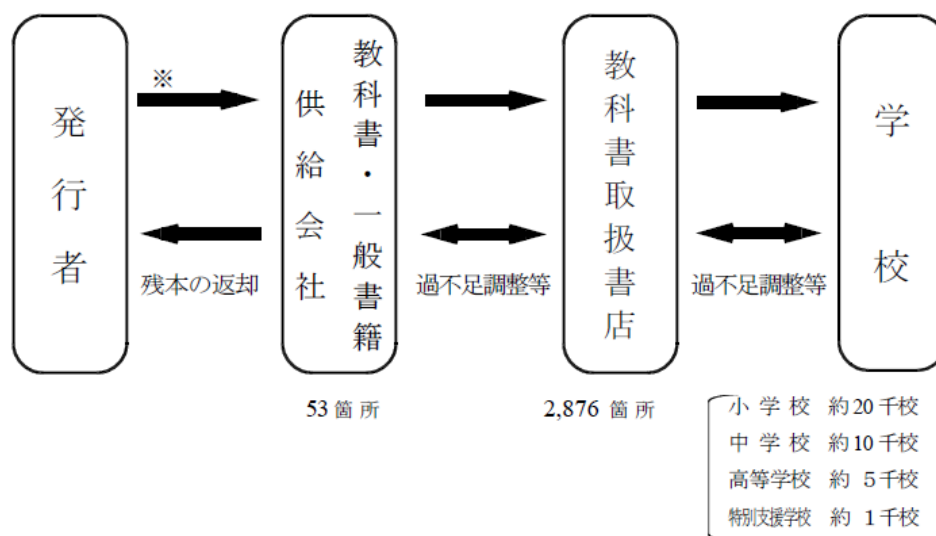 発行者
※
残本の返却
教科書・一般書籍
供給会社
過不足調整等
教科書取扱書店
過不足調整等
学校
53箇所
2,876 箇所
小学校 約20千校
中学校 約10千校
高等学校 約 5千校
特別支援学校 約 1千校